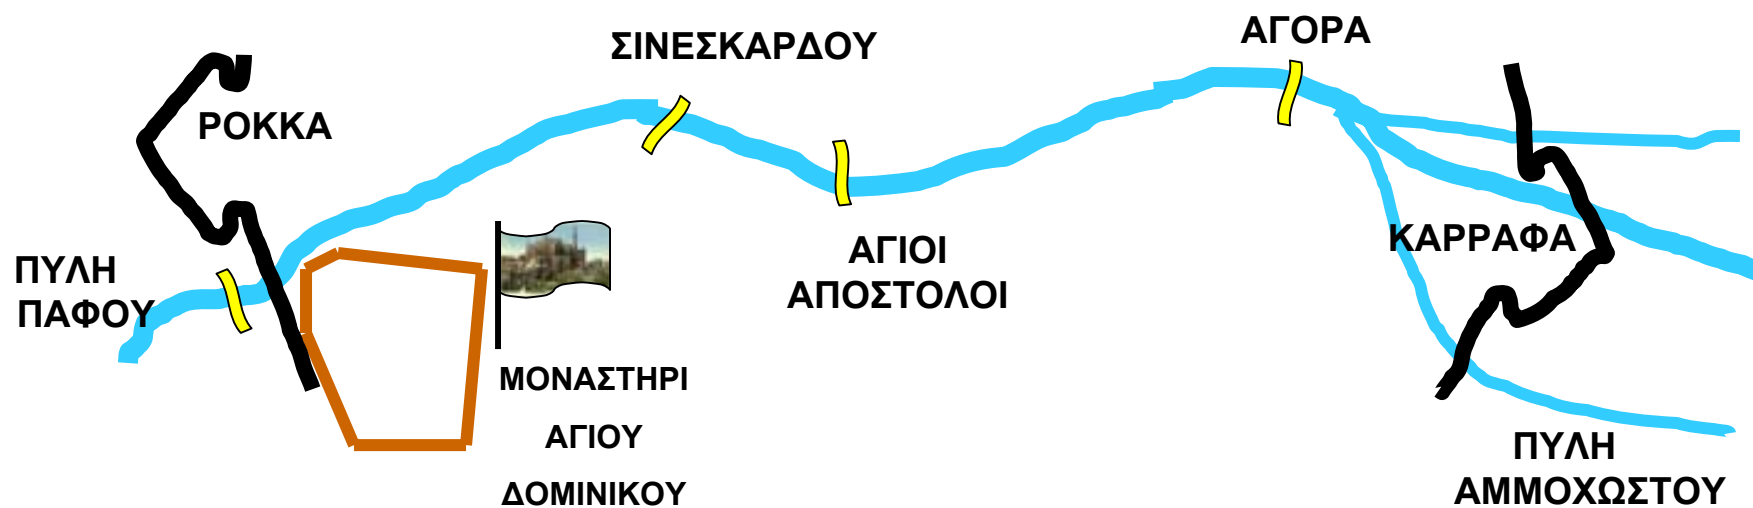 ΣΙΝΕΣΚΑΡΔΟΥ
ΑΓΟΡΑ
ΡΟΚΚΑ
ΠΥΛΗ
ΠΑΦΟΥ
ΑΓΙΟΙ
ΑΠΟΣΤΟΛΟΙ
ΚΑΡΡΑΦΑ
ΜΟΝΑΣΤΗΡΙ
ΑΓΙΟΥ
ΔΟΜΙΝΙΚΟΥ
ΠΥΛΗ
ΑΜΜΟΧΩΣΤΟΥ